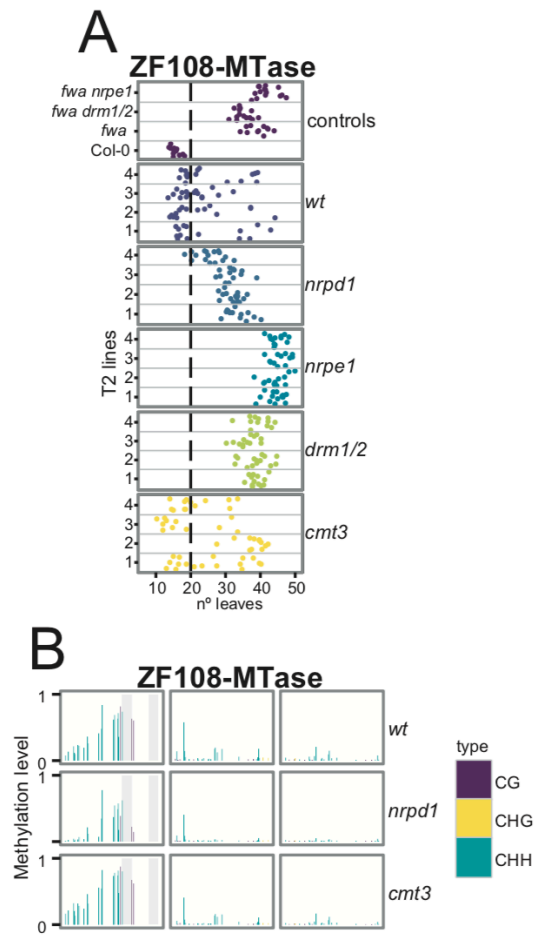 A
ZF108-MTase
fwa nrpe1
fwa drm1/2
fwa
Col-0
controls
4
3
2
1
wt
4
3
2
1
nrpd1
4
3
2
1
nrpe1
4
3
2
1
drm1/2
4
3
2
1
cmt3
T2 lines
10 20 30 40 50
nº leaves
B
ZF108-MTase
1
0
wt
1
0
nrpd1
1
0
cmt3
Methylation level
type
CG
CHG
CHH